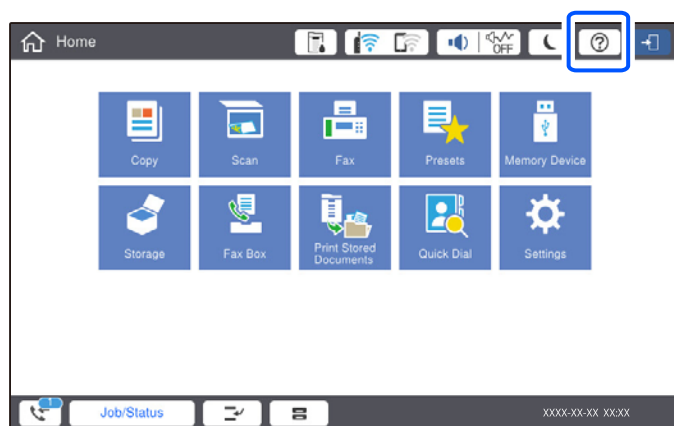 Home
OFF
?
Copy
Scan
Fax
Presets
Memory Device
Storage
Fax Box
Print Stored
Documents
Quick Dial
Settings
1
Job/Status
XXXX-XX-XX XX:XX